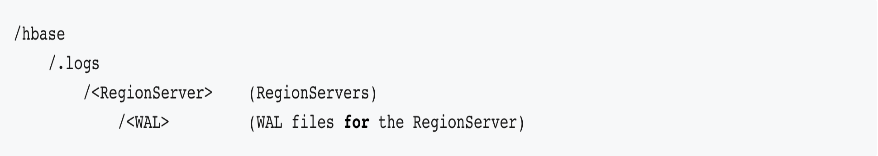 /hbase
    /.logs
        /<RegionServer>    (RegionServers)
            /<WAL>         (WAL files for the RegionServer)